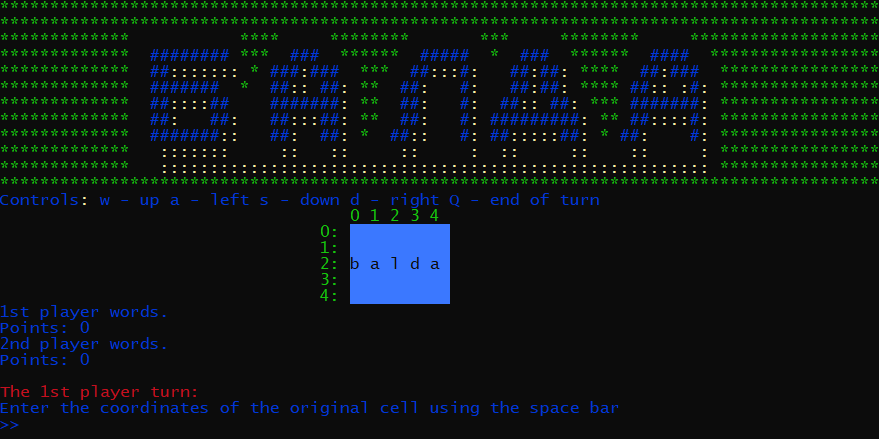 БАЛДА
Controls: w - up a - left s - down d - right Q - end of turn
0 1 2 3 4
0:
1:
2: b a l d a
3:
4:
1st player words.
Points: 0
2nd player words.
Points: 0
The 1st player turn:
Enter the coordinates of the original cell using the space bar
>>